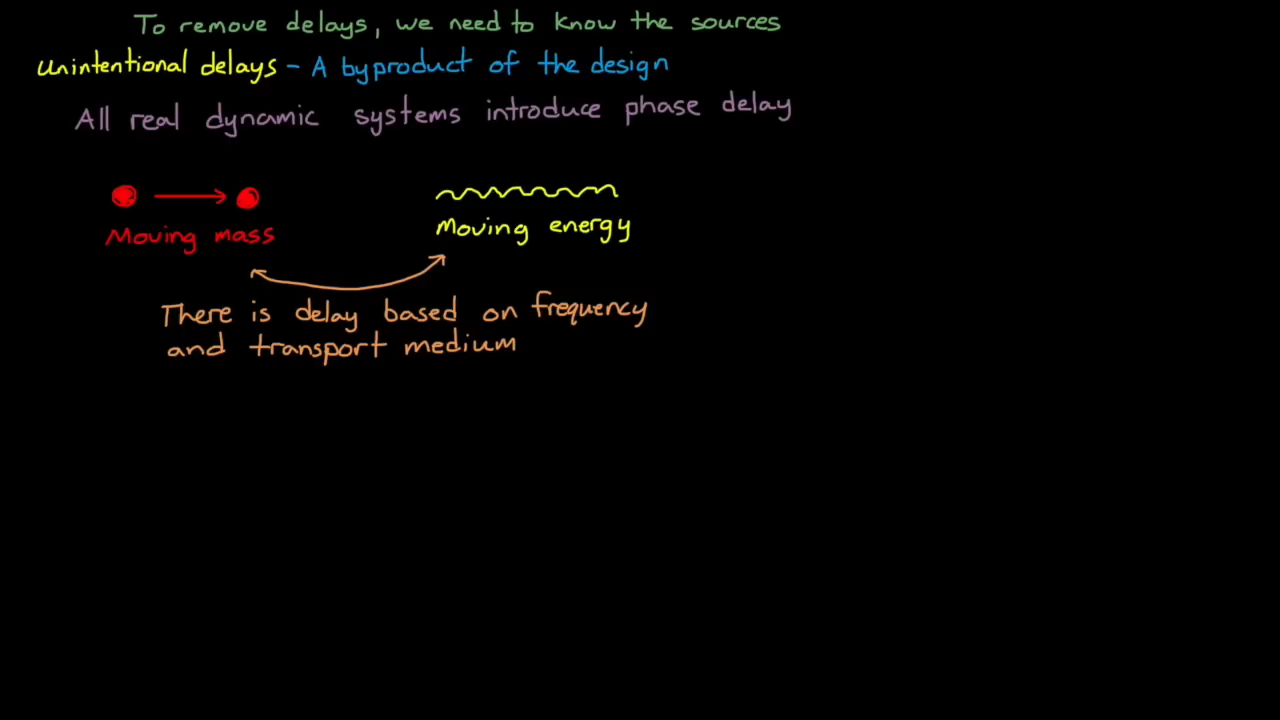 To remove delays, we need to know the sources
Unintentional delays - A byproduct of the design
All real dynamic systems introduce phase delay
Moving mass
Moving energy
There is delay based on frequency
and transport medium